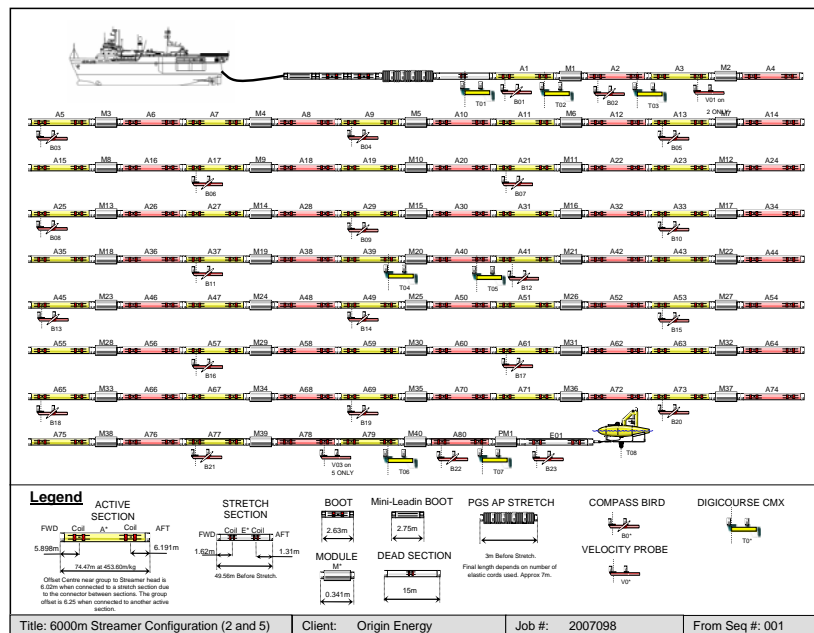 A1 M1 A2 A3 M2 A4
T01 B01 T02 B02 T03 V01 on
2 ONLY
A5 M3 A6 A7 M4 A8 A9 M5 A10 A11 M6 A12 A13 M7 A14
B03 B04 B05
A15 M8 A16 A17 M9 A18 A19 M10 A20 A21 M11 A22 A23 M12 A24
B06 B07
A25 M13 A26 A27 M14 A28 A29 M15 A30 A31 M16 A32 A33 M17 A34
B08 B09 B10
A35 M18 A36 A37 M19 A38 A39 M20 A40 A41 M21 A42 A43 M22 A44
B11 T04 T05 B12
A45 M23 A46 A47 M24 A48 A49 M25 A50 A51 M26 A52 A53 M27 A54
B13 B14 B15
A55 M28 A56 A57 M29 A58 A59 M30 A60 A61 M31 A62 A63 M32 A64
B16 B17
A65 M33 A66 A67 M34 A68 A69 M35 A70 A71 M36 A72 A73 M37 A74
B18 B19 B20
A75 M38 A76 A77 M39 A78 A79 M40 A80 PM1 E01
B21 V03 on
5 ONLY T06 B22 T07 B23 T08
Legend
ACTIVE
SECTION
FWD Coil A* Coil AFT
5.898m 6.191m
74.47m at 453.60m/kg
Offset Centre near group to Streamer head is
6.02m when connected to a stretch section due
to the connector between sections. The group
offset is 6.25 when connected to another active
section.
STRETCH
SECTION
FWD Coil E* Coil AFT
1.62m 1.31m
49.56m Before Stretch.
BOOT
2.63m
MODULE
M*
0.341m
Mini-Leadin BOOT
2.75m
DEAD SECTION
15m
PGS AP STRETCH
3m Before Stretch.
Final length depends on number of
elastic cords used. Approx 7m.
COMPASS BIRD
B0*
VELOCITY PROBE
V0*
DIGICOURSE CMX
T0*
Title: 6000m Streamer Configuration (2 and 5) Client: Origin Energy Job #: 2007098 From Seq #: 001